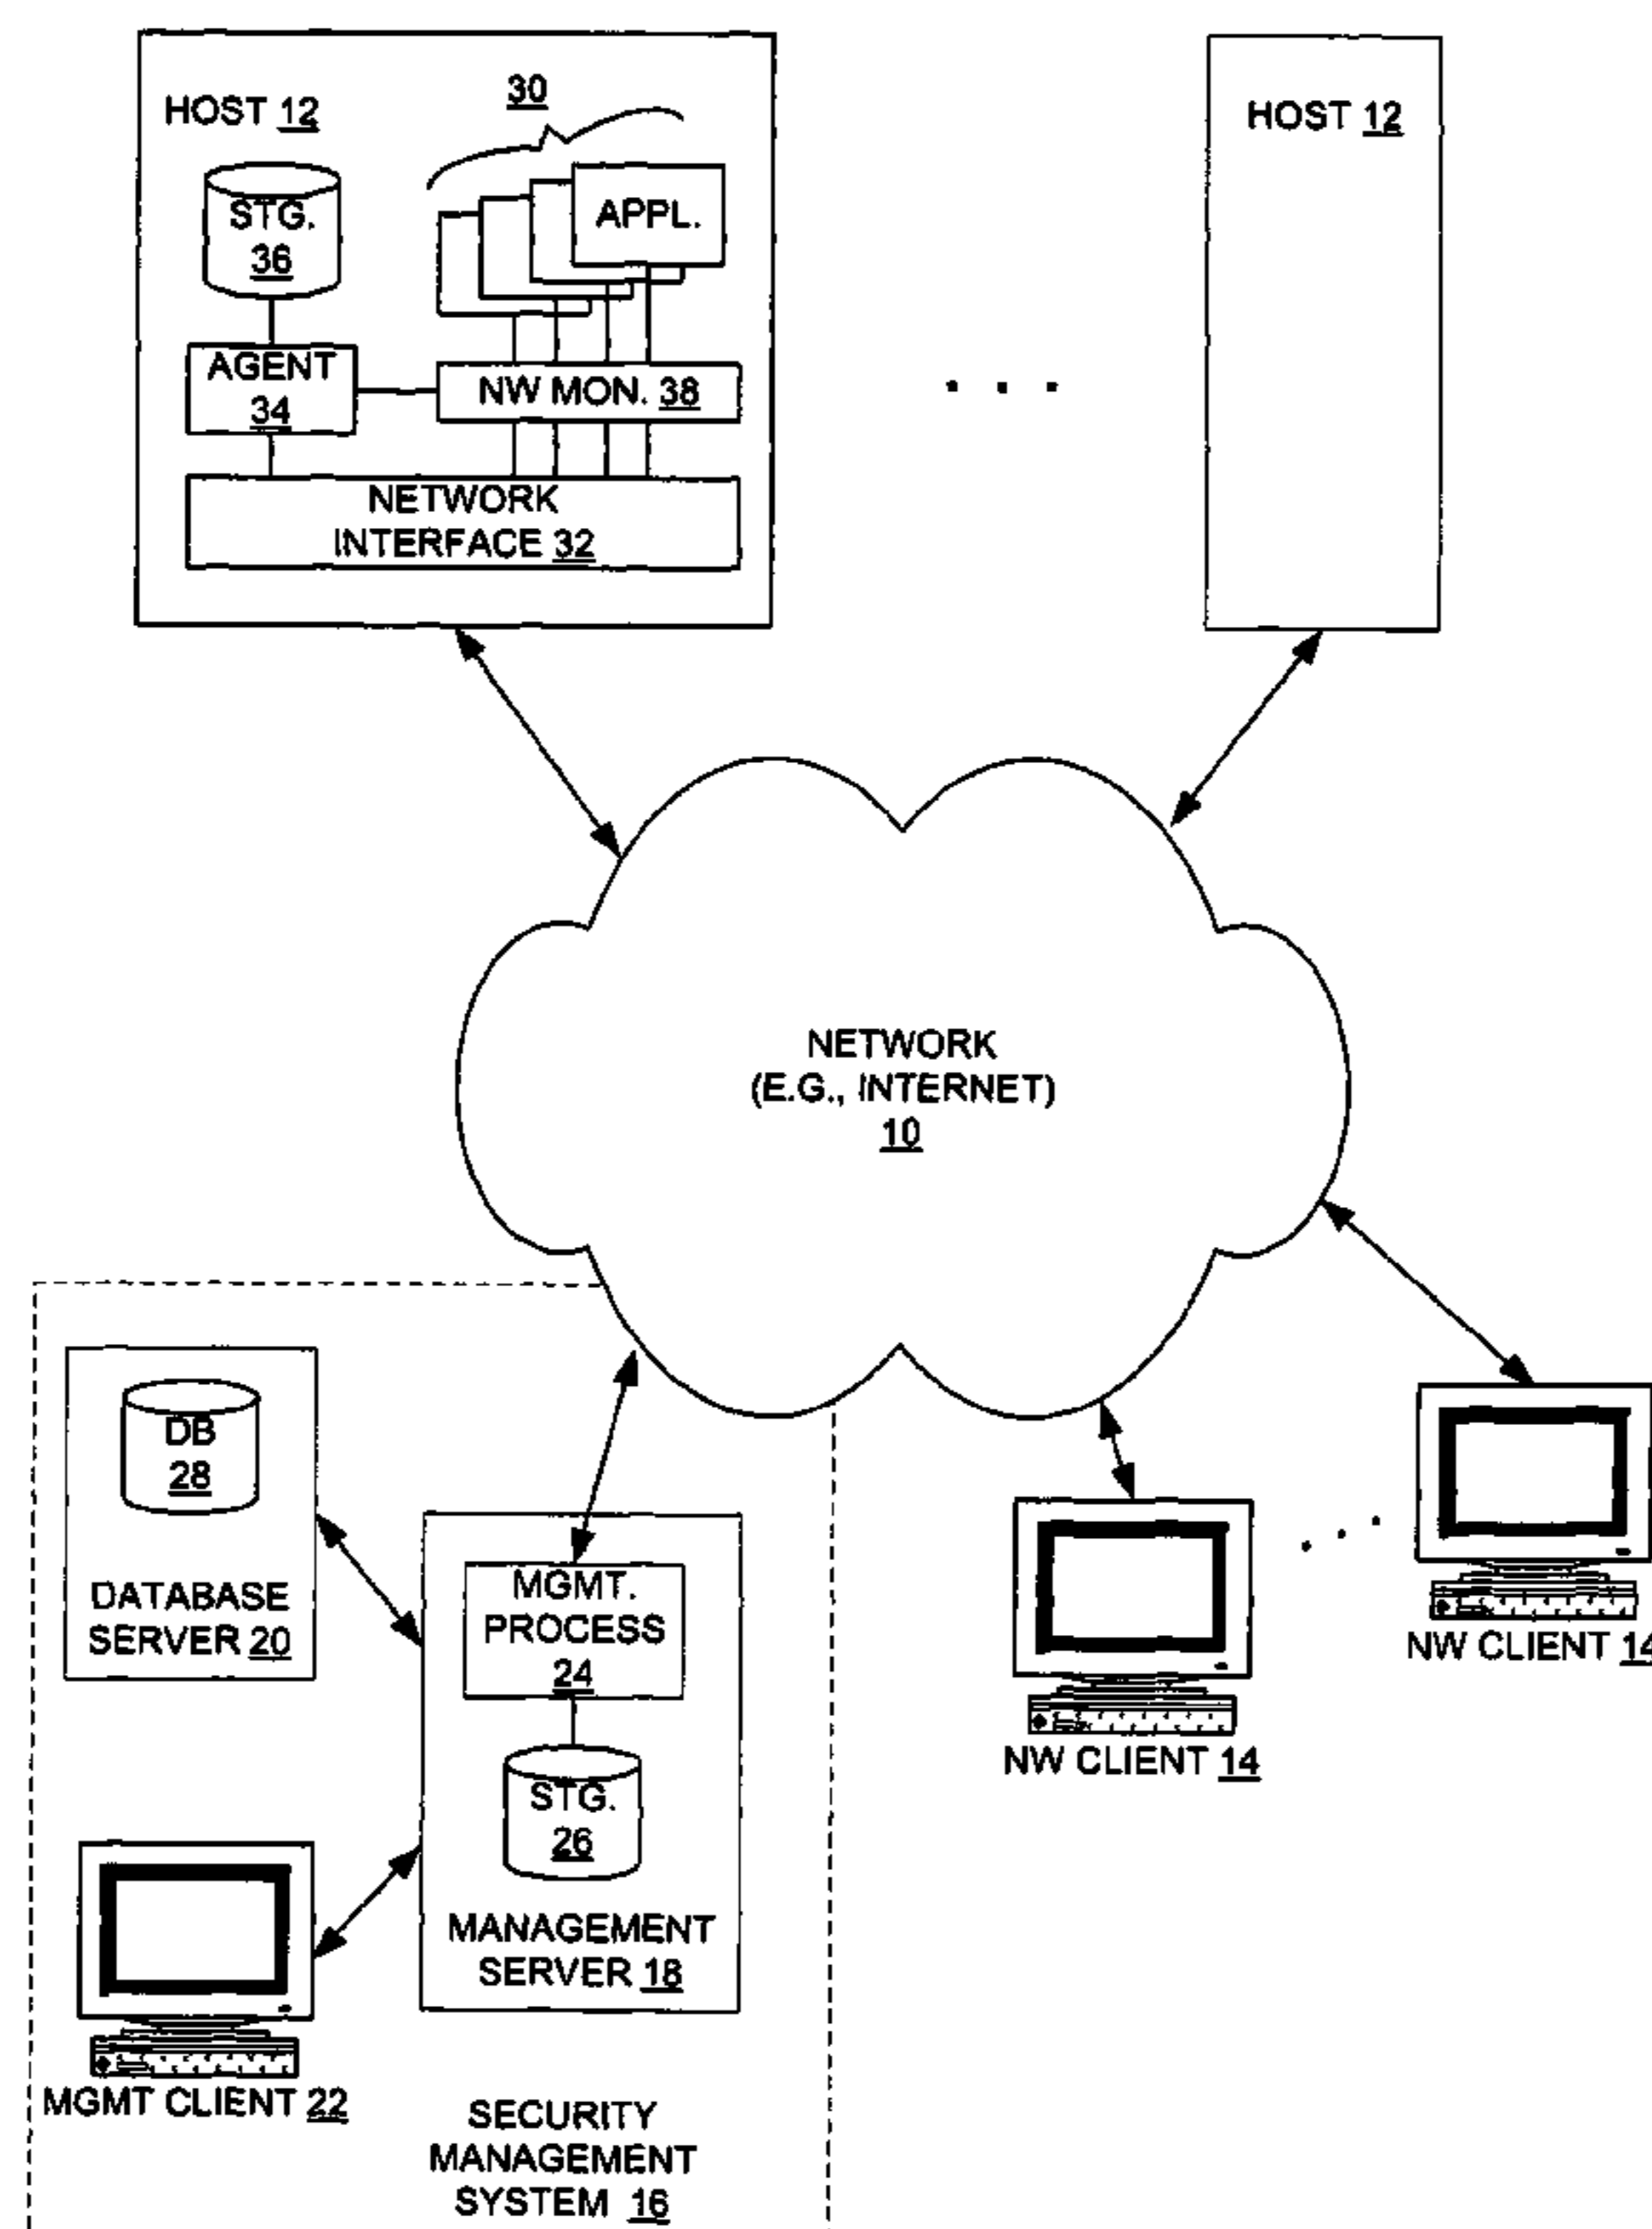 HOST 12
30
STG.
36
APPL.
AGENT
34
NW MON. 38
NETWORK
INTERFACE 32
HOST 12
NETWORK
(E.G., INTERNET)
10
DB
28
DATABASE
SERVER 20
MGMT.
PROCESS
24
STG.
26
MANAGEMENT
SERVER 18
MGMT CLIENT 22
SECURITY
MANAGEMENT
SYSTEM 16
NW CLIENT 14
NW CLIENT 14